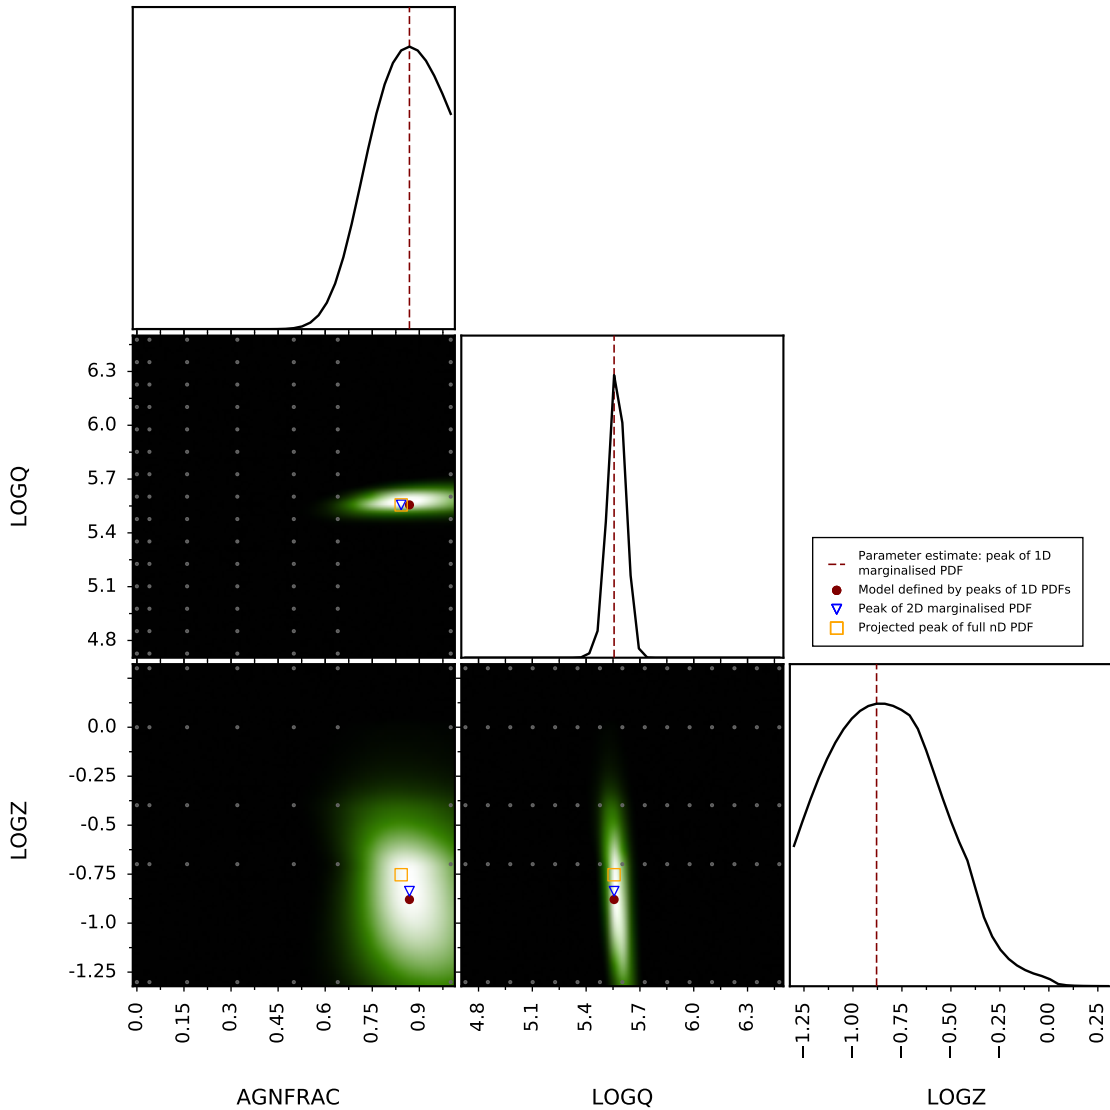 LOGQ
6.3
6.0
5.7
5.4
5.1
4.8
Parameter estimate: peak of 1D
marginalised PDF
Model defined by peaks of 1D PDFs
Peak of 2D marginalised PDF
Projected peak of full nD PDF
LOGZ
0.0
-0.25
-0.5
-0.75
-1.0
-1.25
0.0 0.15 0.3 0.45 0.6 0.75 0.9
4.8 5.1 5.4 5.7 6.0 6.3
−1.25 −1.00 −0.75 −0.50 −0.25 0.00 0.25
AGNFRAC LOGQ LOGZ